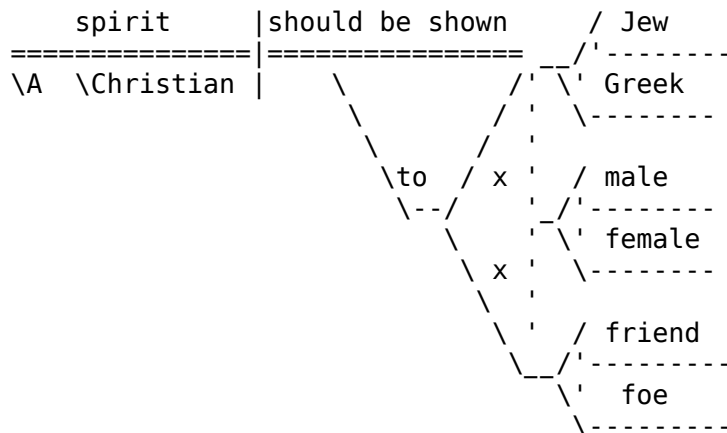 spirit should be shown Jew
\A \Christian Greek
to x male
female
x
friend
foe